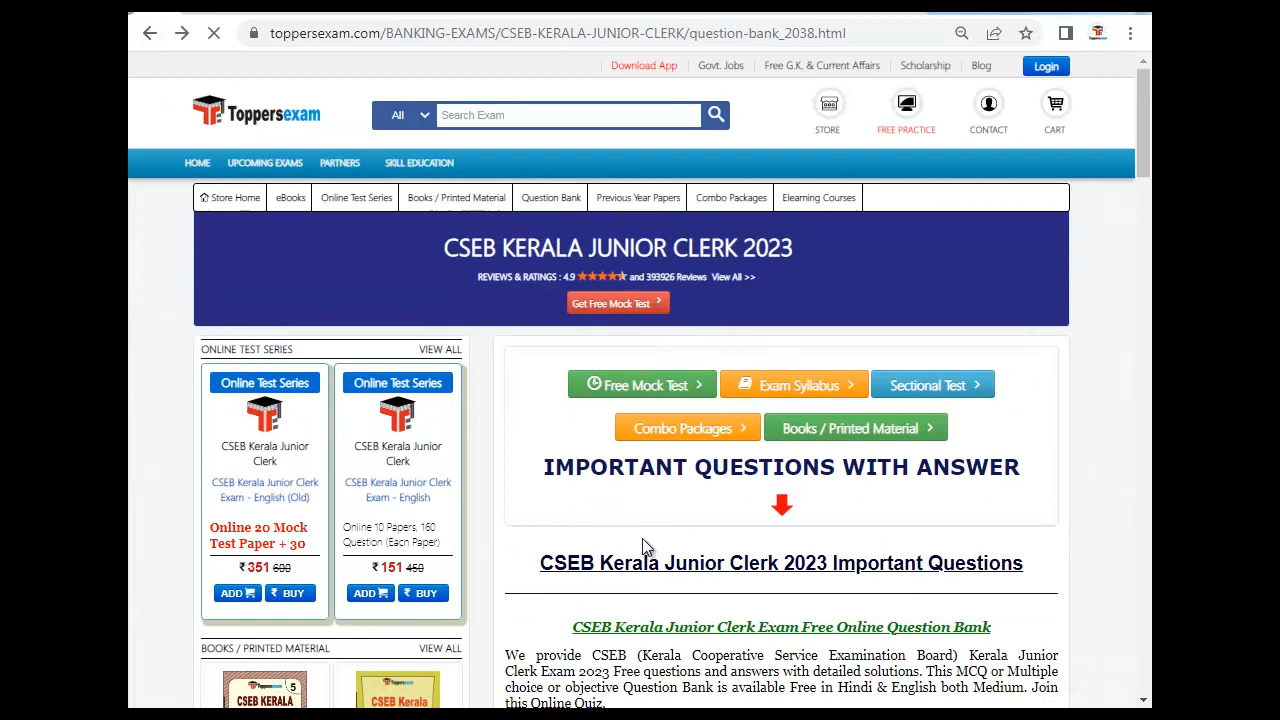 toppersexam.com/BANKING-EXAMS/CSEB-KERALA-JUNIOR-CLERK/question-bank_2038.html
Download App Govt. Jobs Free G.K. & Current Affairs Scholarship Blog Login
Toppersexam All Search Exam
STORE FREE PRACTICE CONTACT CART
HOME UPCOMING EXAMS PARTNERS SKILL EDUCATION
Store Home eBooks Online Test Series Books / Printed Material Question Bank Previous Year Papers Combo Packages Elearning Courses
CSEB KERALA JUNIOR CLERK 2023
REVIEWS & RATINGS : 4.9 and 393926 Reviews View All >>
Get Free Mock Test
ONLINE TEST SERIES VIEW ALL
Online Test Series
CSEB Kerala Junior
Clerk
CSEB Kerala Junior Clerk
Exam - English (Old)
Online 20 Mock
Test Paper + 30
₹ 351 600
ADD ₹ BUY
Online Test Series
CSEB Kerala Junior
Clerk
CSEB Kerala Junior Clerk
Exam - English
Online 10 Papers, 160
Question (Each Paper)
₹ 151 450
ADD ₹ BUY
BOOKS / PRINTED MATERIAL VIEW ALL
Toppersexam 5
CSEB KERALA
Toppersexam
CSEB Kerala
Free Mock Test Exam Syllabus Sectional Test
Combo Packages Books / Printed Material
IMPORTANT QUESTIONS WITH ANSWER
CSEB Kerala Junior Clerk 2023 Important Questions
CSEB Kerala Junior Clerk Exam Free Online Question Bank
We provide CSEB (Kerala Cooperative Service Examination Board) Kerala Junior
Clerk Exam 2023 Free questions and answers with detailed solutions. This MCQ or Multiple
choice or objective Question Bank is available Free in Hindi & English both Medium. Join
this Online Quiz.